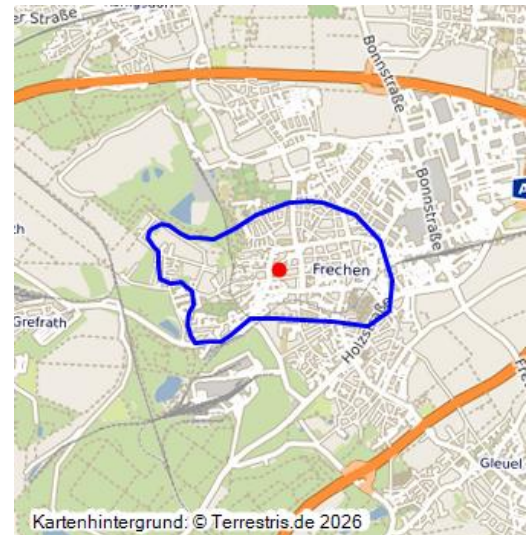 er Straße
Bonnstraße
Bonnstraße
A
Frechen
Grefrath
Holzstraße
Gleuel
Kartenhintergrund: © Terrestris.de 2026